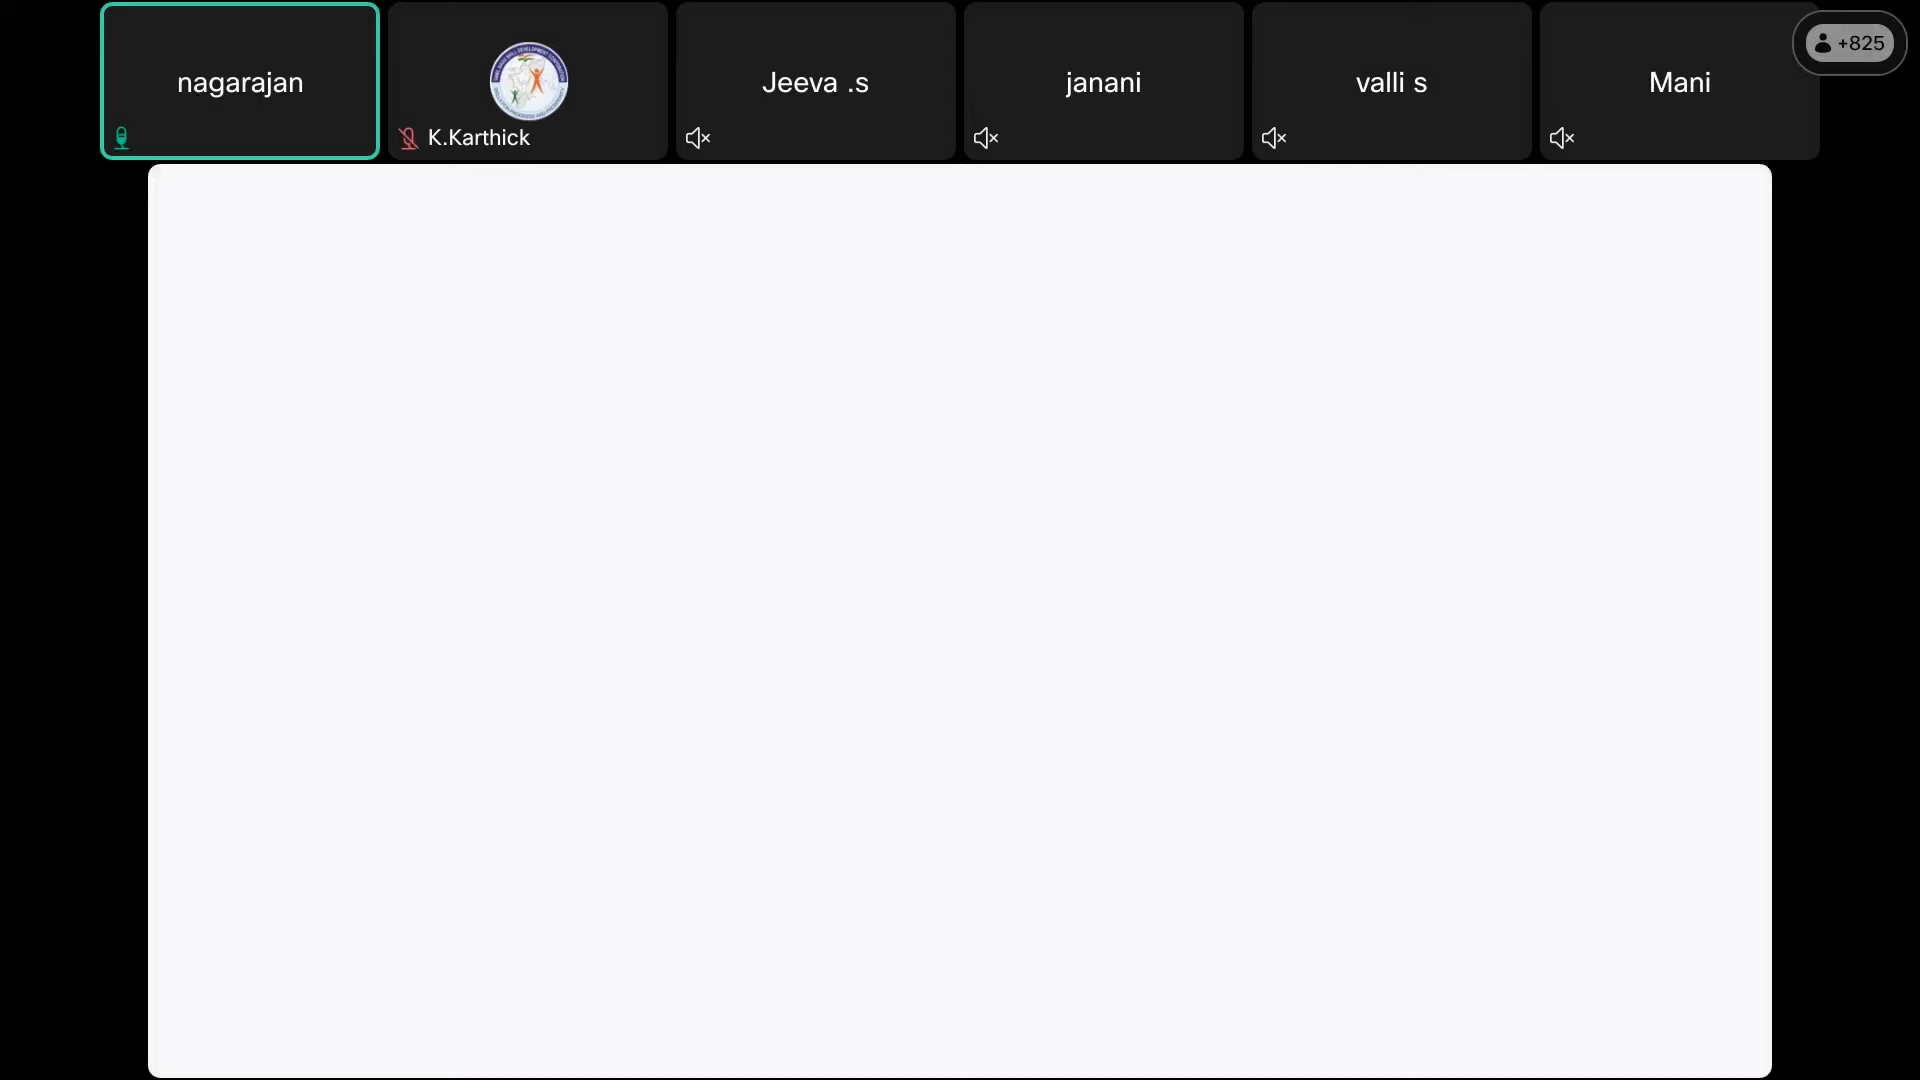 nagarajan
K.Karthick
Jeeva .s
janani
valli s
Mani
+825